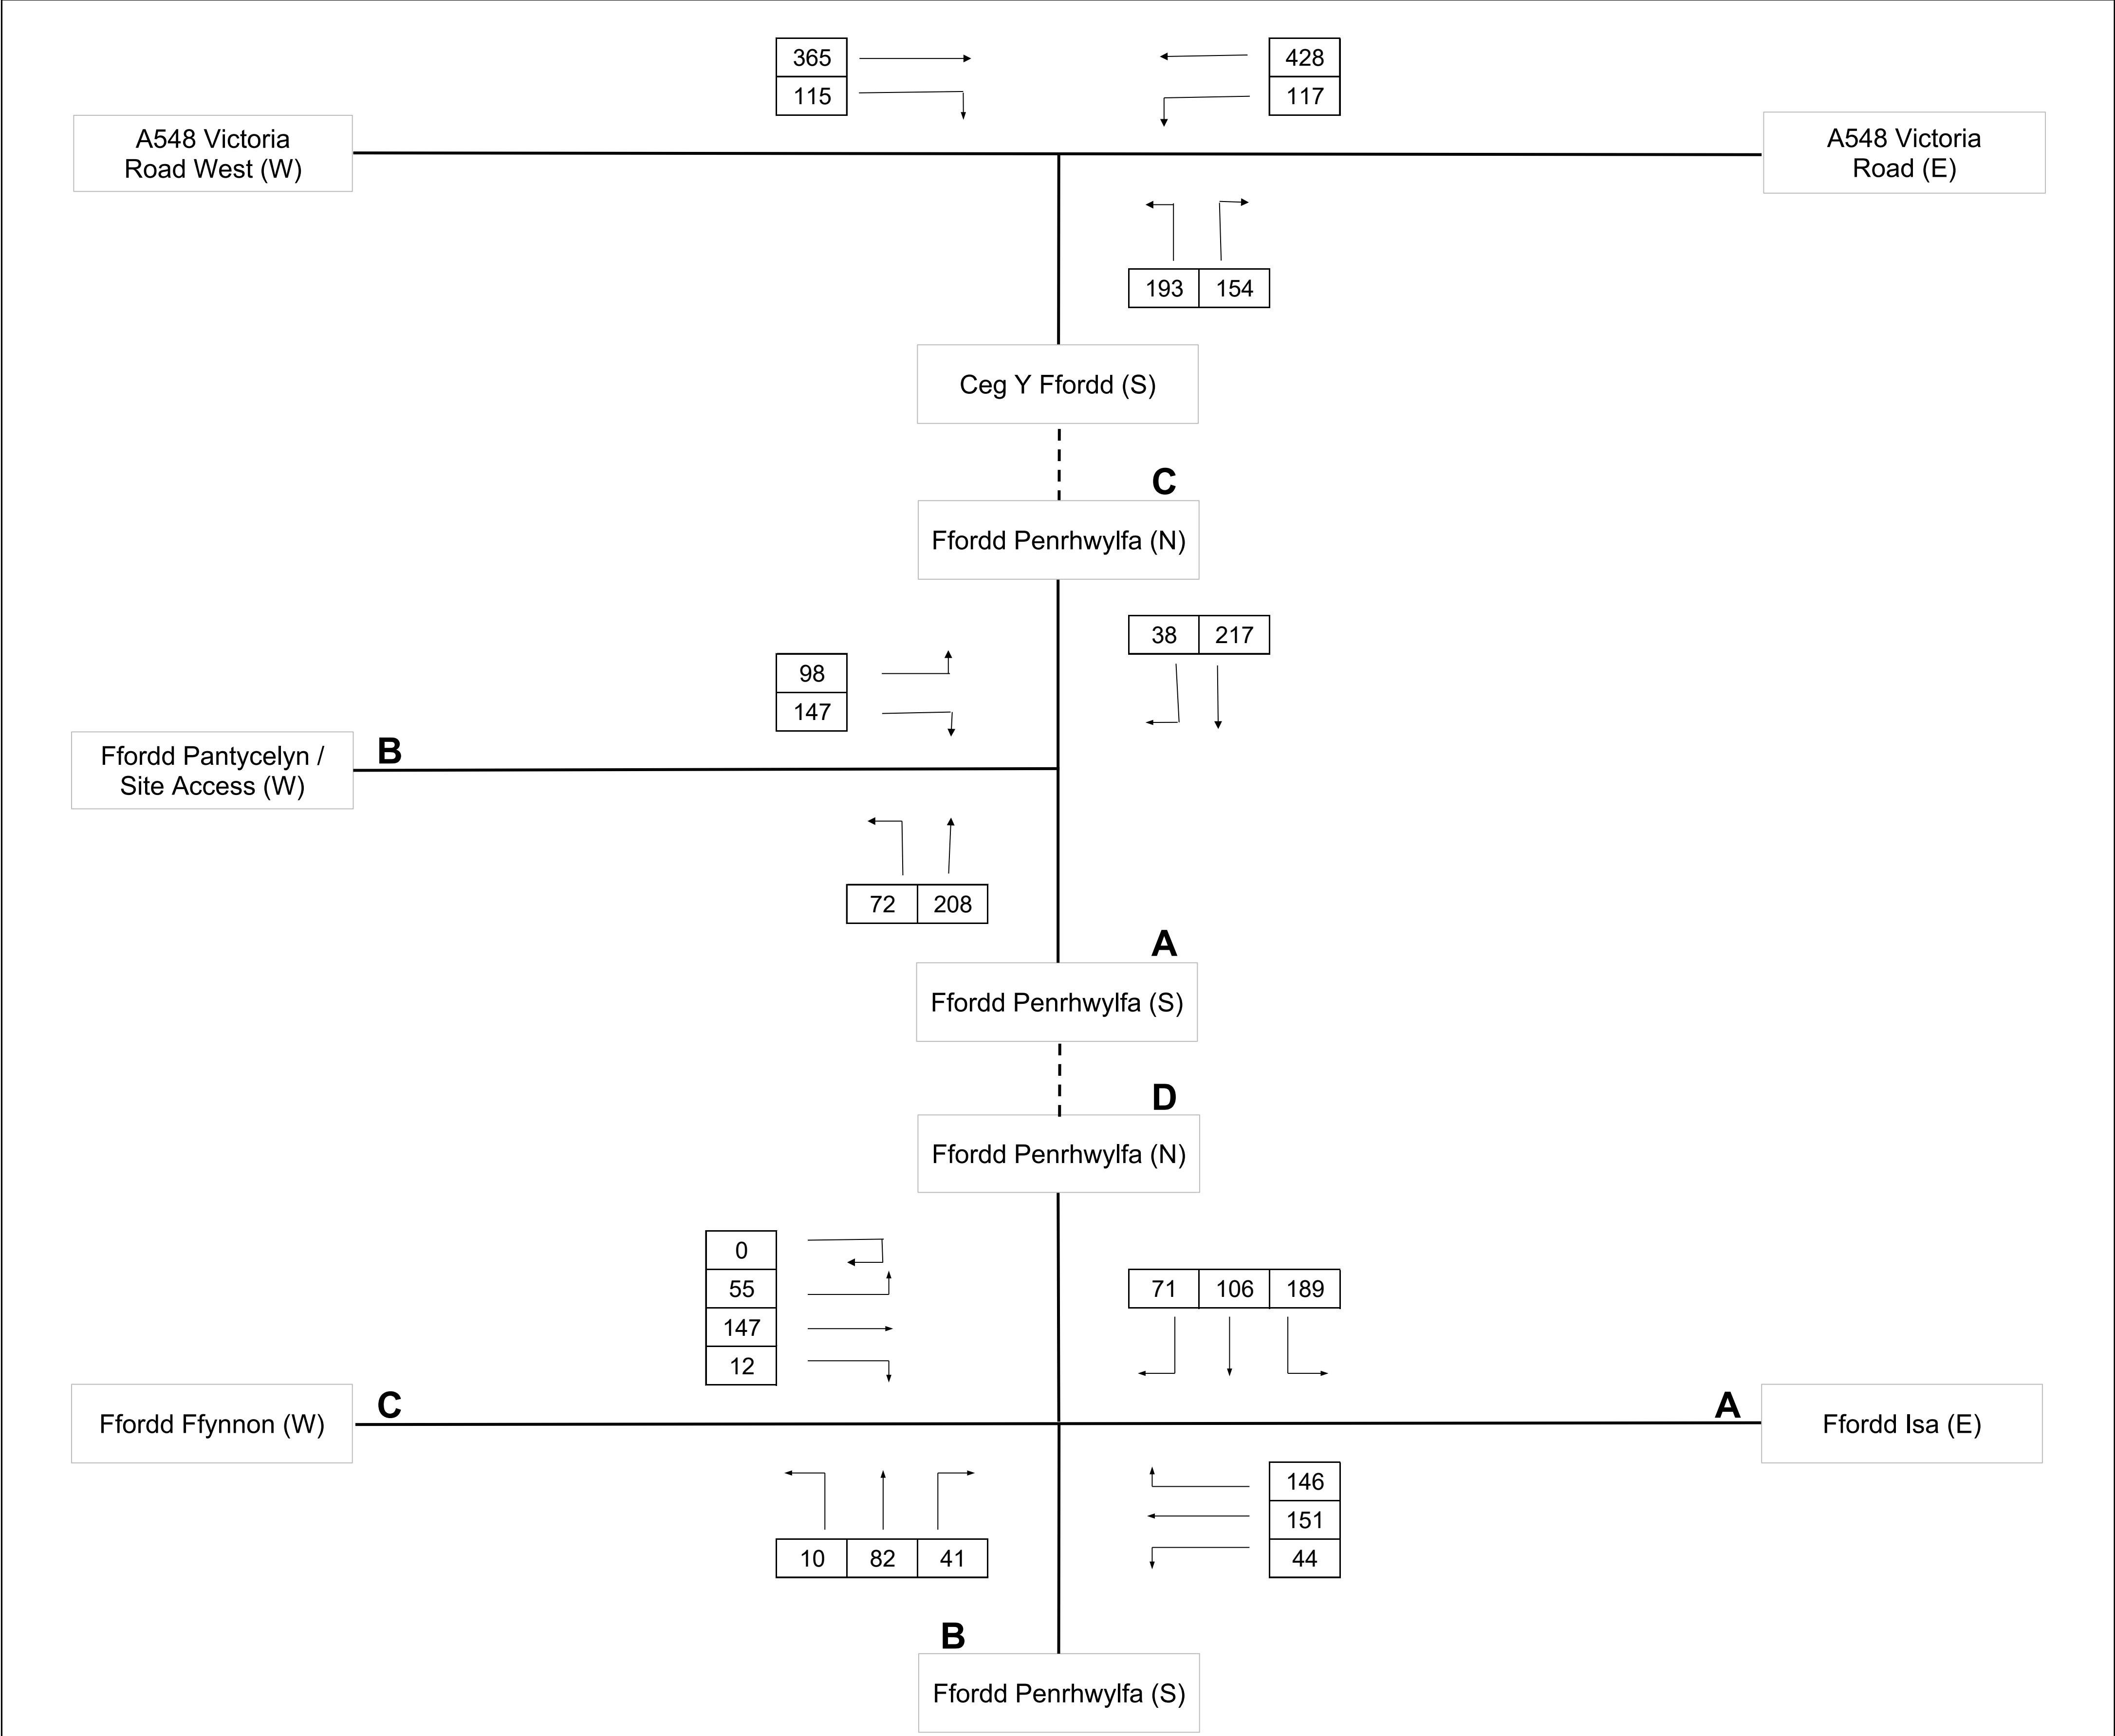 365
428
115
117
A548 Victoria
Road West (W)
A548 Victoria
Road (E)
193 154
Ceg Y Ffordd (S)
C
Ffordd Penrhwylfa (N)
38 217
98
147
B
Ffordd Pantycelyn /
Site Access (W)
72 208
A
Ffordd Penrhwylfa (S)
D
Ffordd Penrhwylfa (N)
0
55
147
12
71 106 189
C
Ffordd Ffynnon (W)
A
Ffordd Isa (E)
146
151
44
10 82 41
B
Ffordd Penrhwylfa (S)